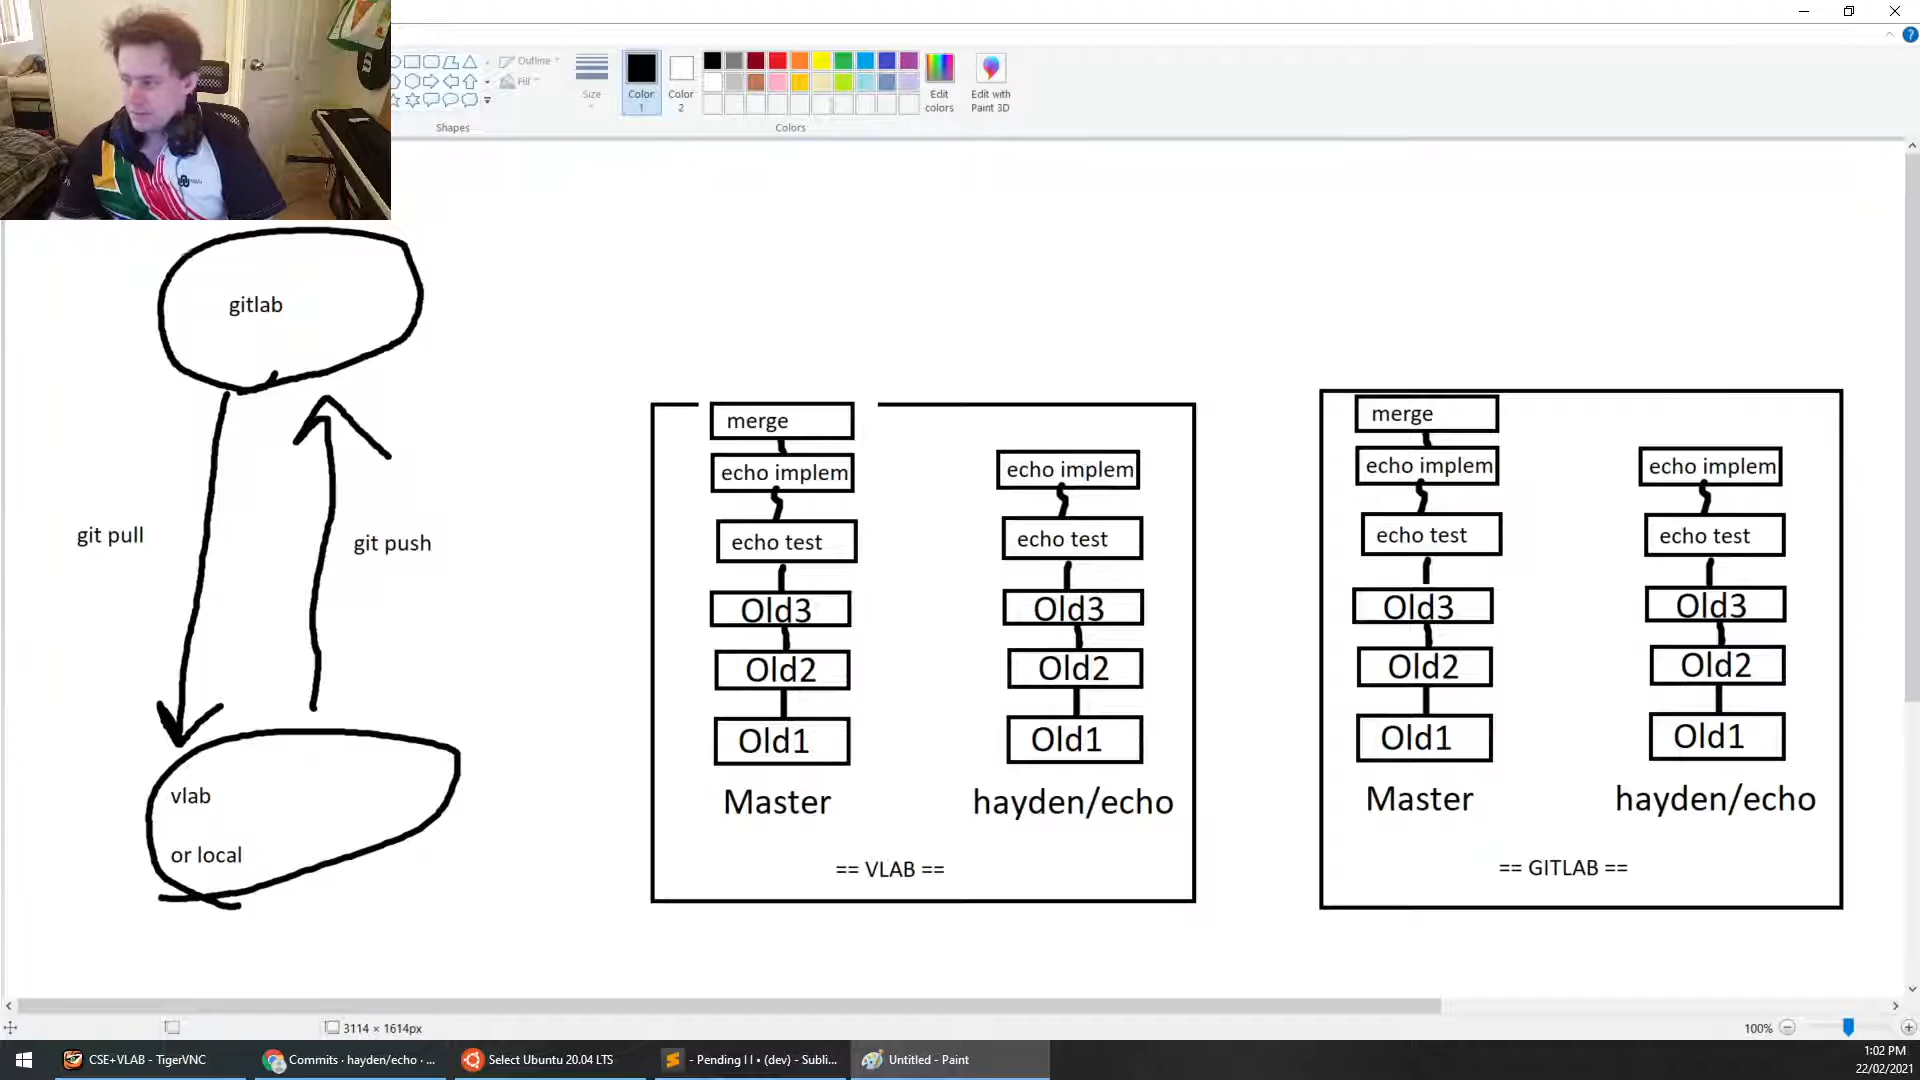 Outline
Fill
Size
Color
1
Color
2
Edit
colors
Edit with
Paint 3D
Shapes
Colors
gitlab
git pull
git push
vlab
or local
merge
echo implem
echo test
Old3
Old2
Old1
Master
echo implem
echo test
Old3
Old2
Old1
hayden/echo
== VLAB ==
merge
echo implem
echo test
Old3
Old2
Old1
Master
echo implem
echo test
Old3
Old2
Old1
hayden/echo
== GITLAB ==
3114 × 1614px
100%
CSE+VLAB - TigerVNC
Commits · hayden/echo · ...
Select Ubuntu 20.04 LTS
- Pending I I • (dev) - Subli...
Untitled - Paint
1:02 PM
22/02/2021